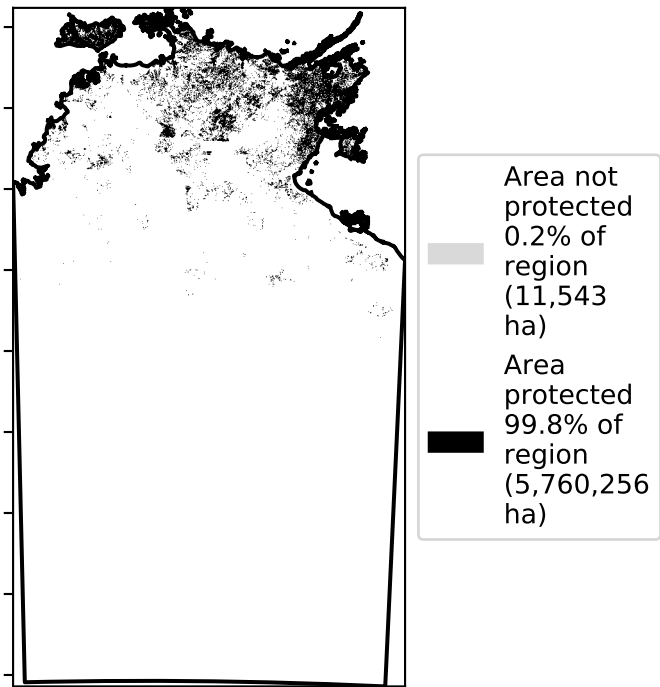 Area not
protected
0.2% of
region
(11,543
ha)
Area
protected
99.8% of
region
(5,760,256
ha)